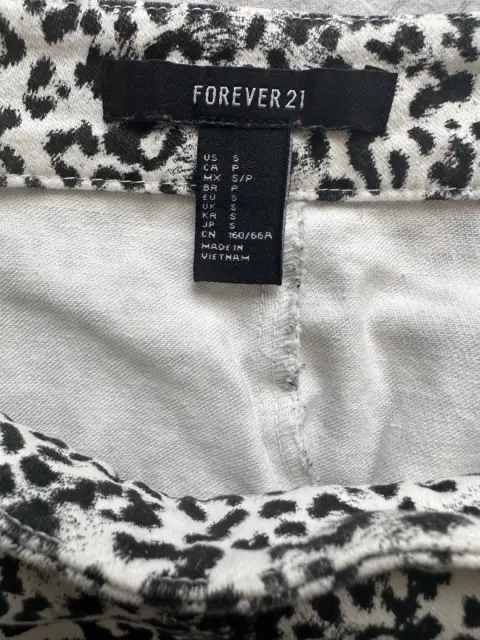 FOREVER 21
US S
CA P
MX S/P
BR P
EU S
UK S
KR S
JP S
CN 160/66A
MADE IN
VIETNAM